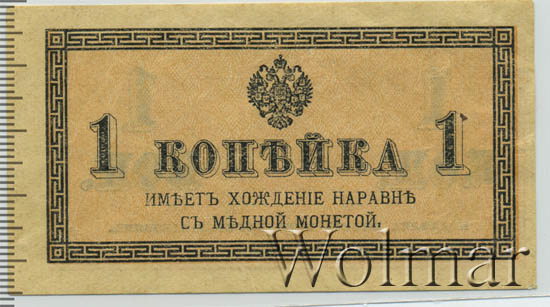 1 КОПѢЙКА 1
ИМѢЕТЪ ХОЖДЕНІЕ НАРАВНѢ
СЪ МѢДНОЙ МОНЕТОЙ.
Wolmar